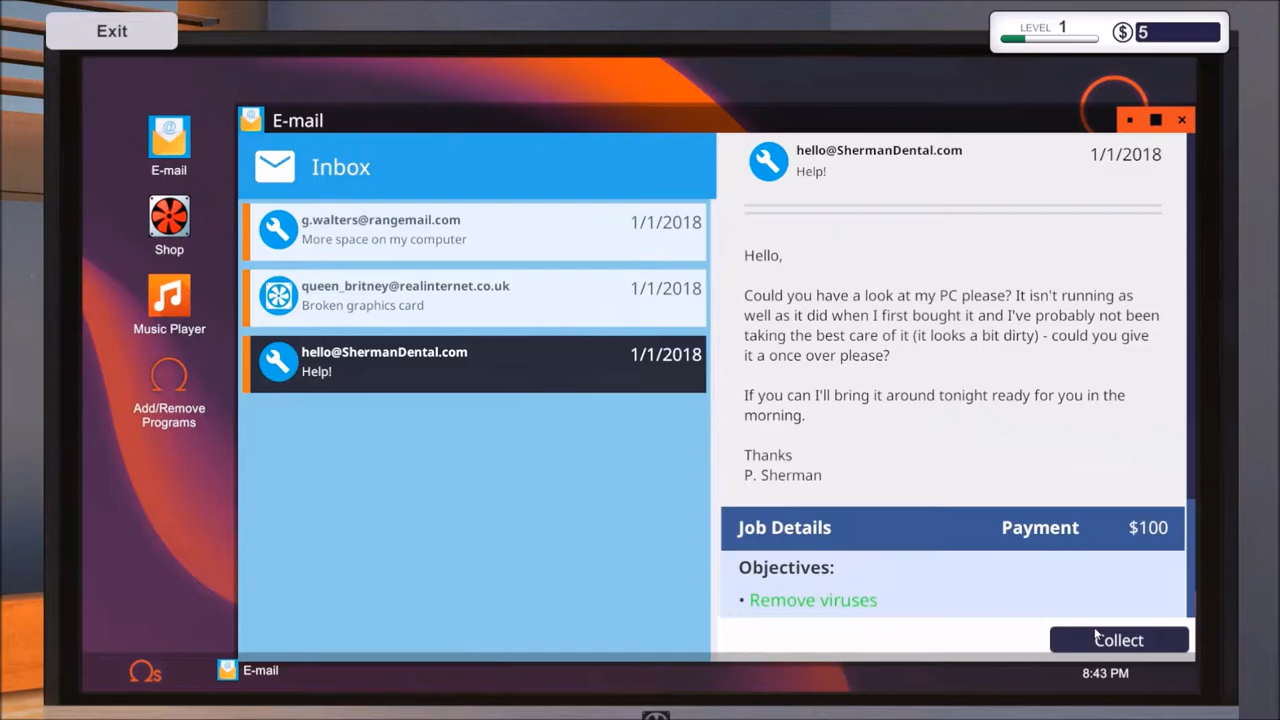 Exit
LEVEL 1
$ 5
E-mail
Shop
Music Player
Add/Remove
Programs
E-mail
Inbox
g.walters@rangemail.com
1/1/2018
More space on my computer
queen_britney@realinternet.co.uk
1/1/2018
Broken graphics card
hello@ShermanDental.com
1/1/2018
Help!
hello@ShermanDental.com
1/1/2018
Help!
Hello,
Could you have a look at my PC please? It isn't running as
well as it did when I first bought it and I've probably not been
taking the best care of it (it looks a bit dirty) - could you give
it a once over please?
If you can I'll bring it around tonight ready for you in the
morning.
Thanks
P. Sherman
Job Details Payment $100
Objectives:
• Remove viruses
Collect
Ωs
E-mail
8:43 PM